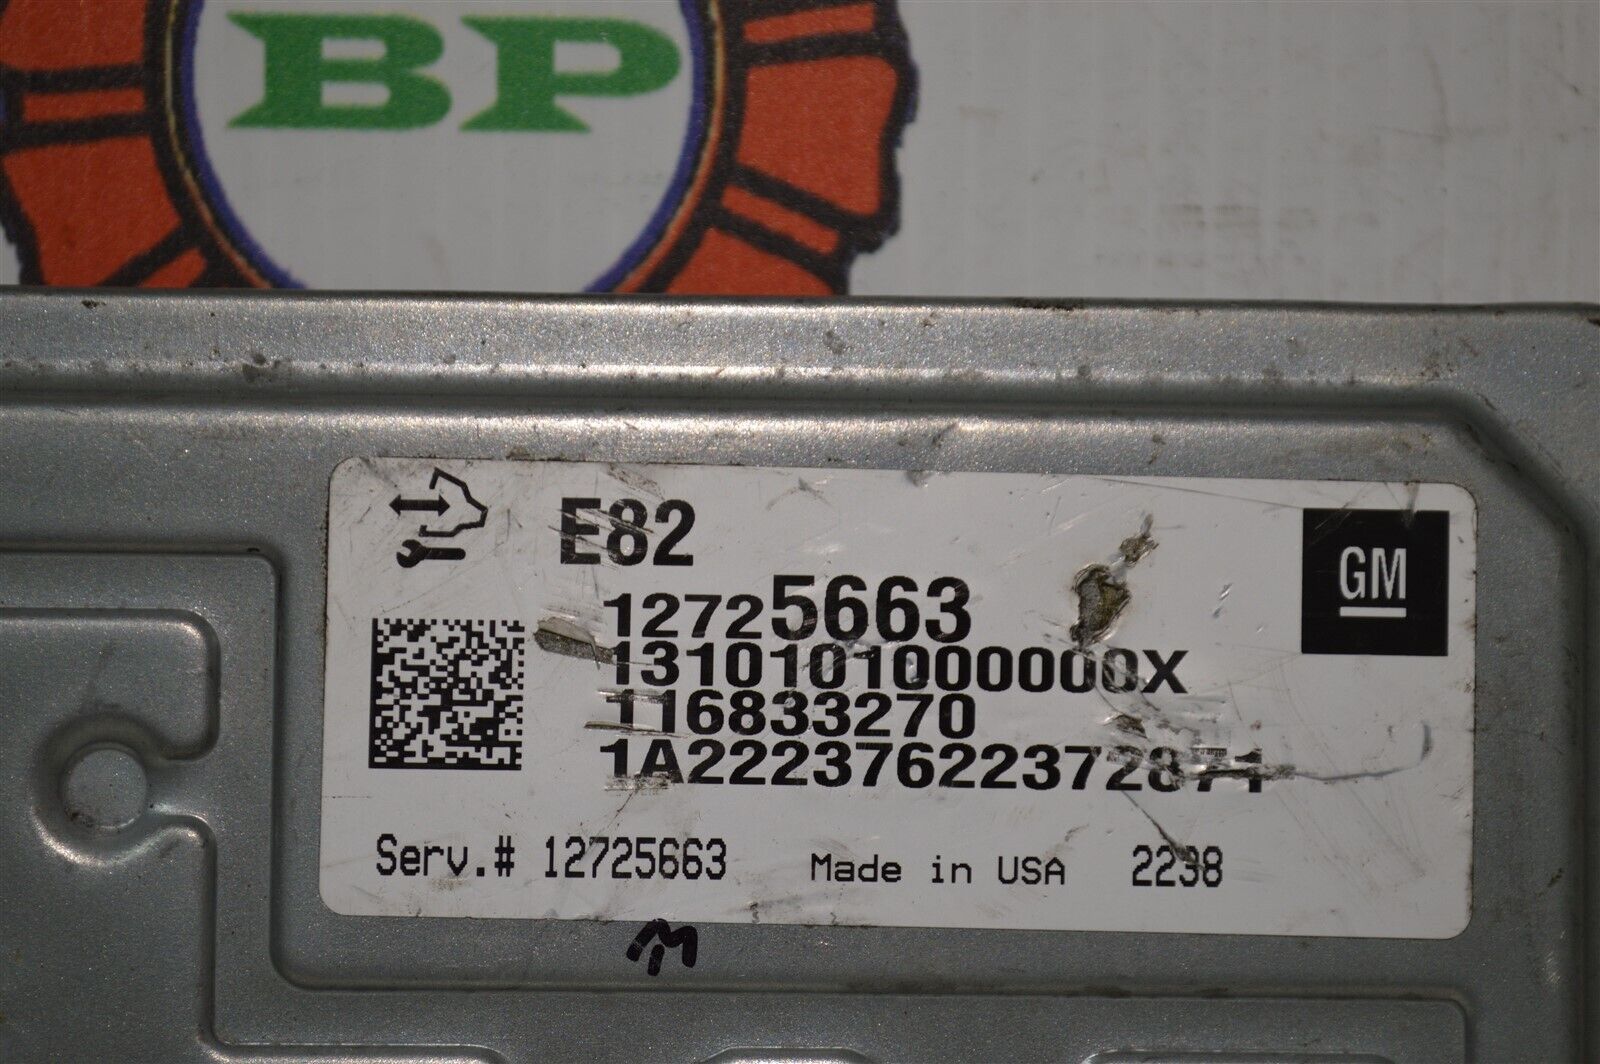 BP
E82
GM
12725663
1310101000000X
116833270
Serv.# 12725663 Made in USA 2238